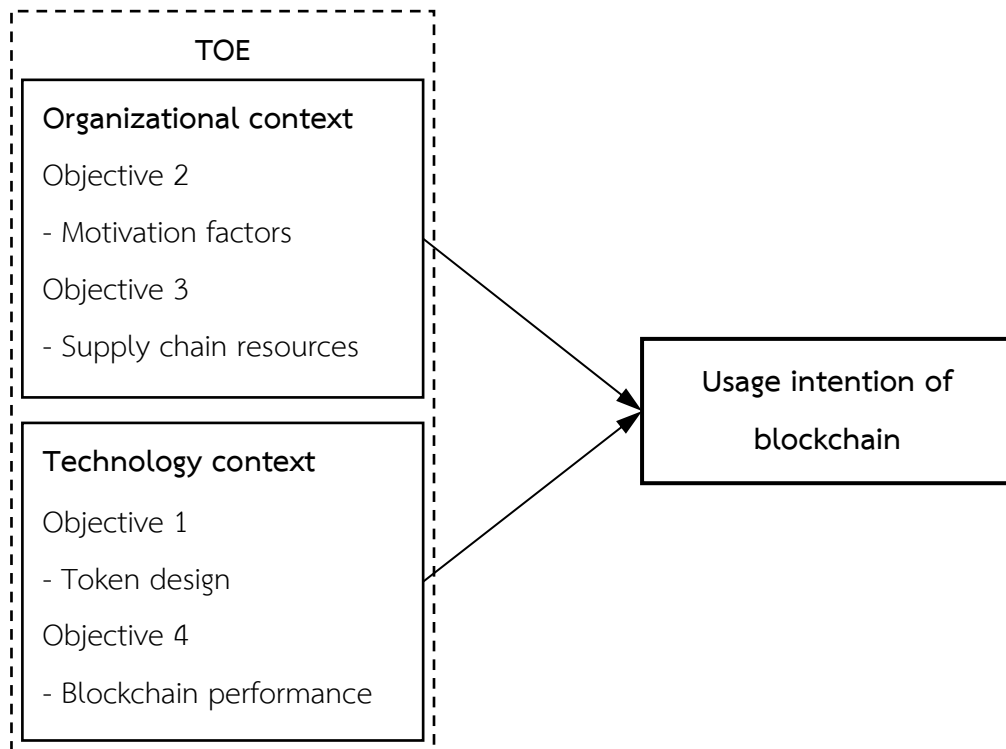 TOE
Organizational context
Objective 2
- Motivation factors
Objective 3
- Supply chain resources
Technology context
Objective 1
- Token design
Objective 4
- Blockchain performance
Usage intention of
blockchain